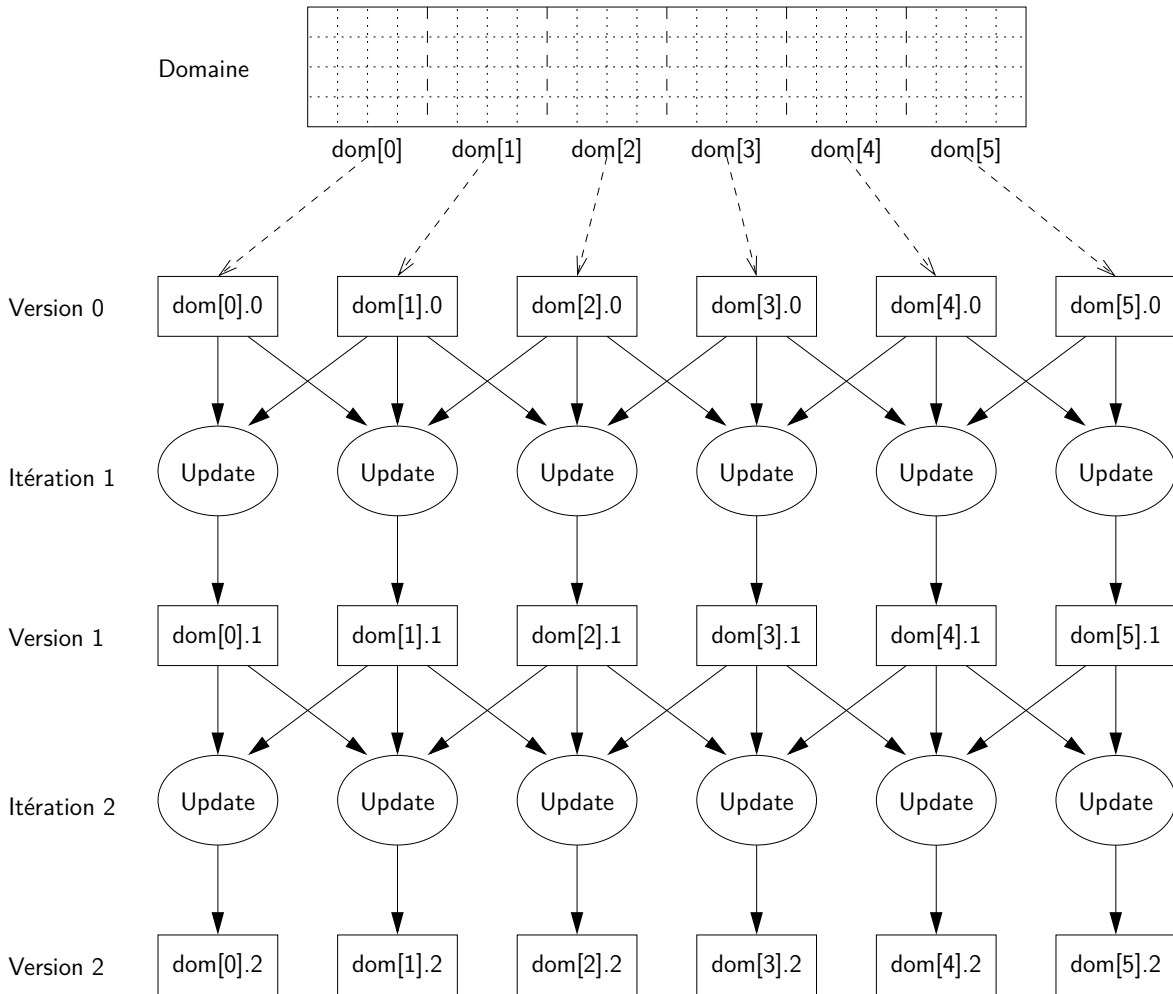 Domaine
dom[0] dom[1] dom[2] dom[3] dom[4] dom[5]
Version 0 dom[0].0 dom[1].0 dom[2].0 dom[3].0 dom[4].0 dom[5].0
Itération 1 Update Update Update Update Update Update
Version 1 dom[0].1 dom[1].1 dom[2].1 dom[3].1 dom[4].1 dom[5].1
Itération 2 Update Update Update Update Update Update
Version 2 dom[0].2 dom[1].2 dom[2].2 dom[3].2 dom[4].2 dom[5].2